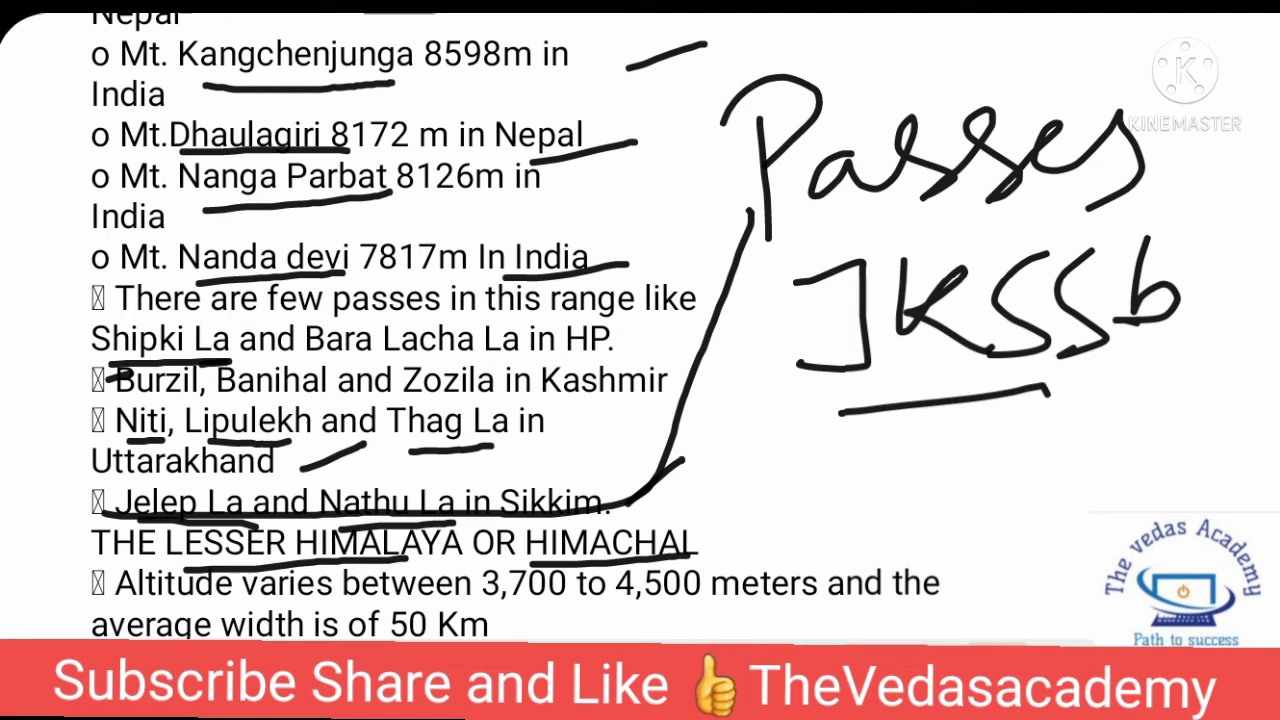 Nepal
o Mt. Kangchenjunga 8598m in
India
o Mt.Dhaulagiri 8172 m in Nepal
o Mt. Nanga Parbat 8126m in
India
o Mt. Nanda devi 7817m In India
There are few passes in this range like
Shipki La and Bara Lacha La in HP.
Burzil, Banihal and Zozila in Kashmir
Niti, Lipulekh and Thag La in
Uttarakhand
Jelep La and Nathu La in Sikkim.
THE LESSER HIMALAYA OR HIMACHAL
Altitude varies between 3,700 to 4,500 meters and the
average width is of 50 Km
Passes
JKSSb
K
KINEMASTER
The vedas Academy
Path to success
Subscribe Share and Like 👍 TheVedasacademy